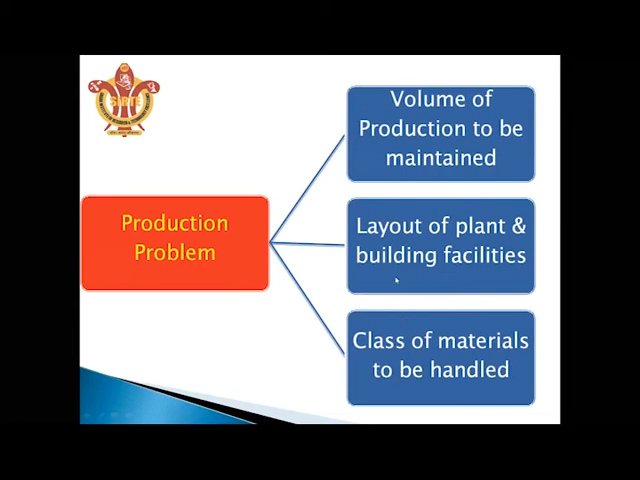 SIRTE
Production
Problem
Volume of
Production to be
maintained
Layout of plant &
building facilities
Class of materials
to be handled